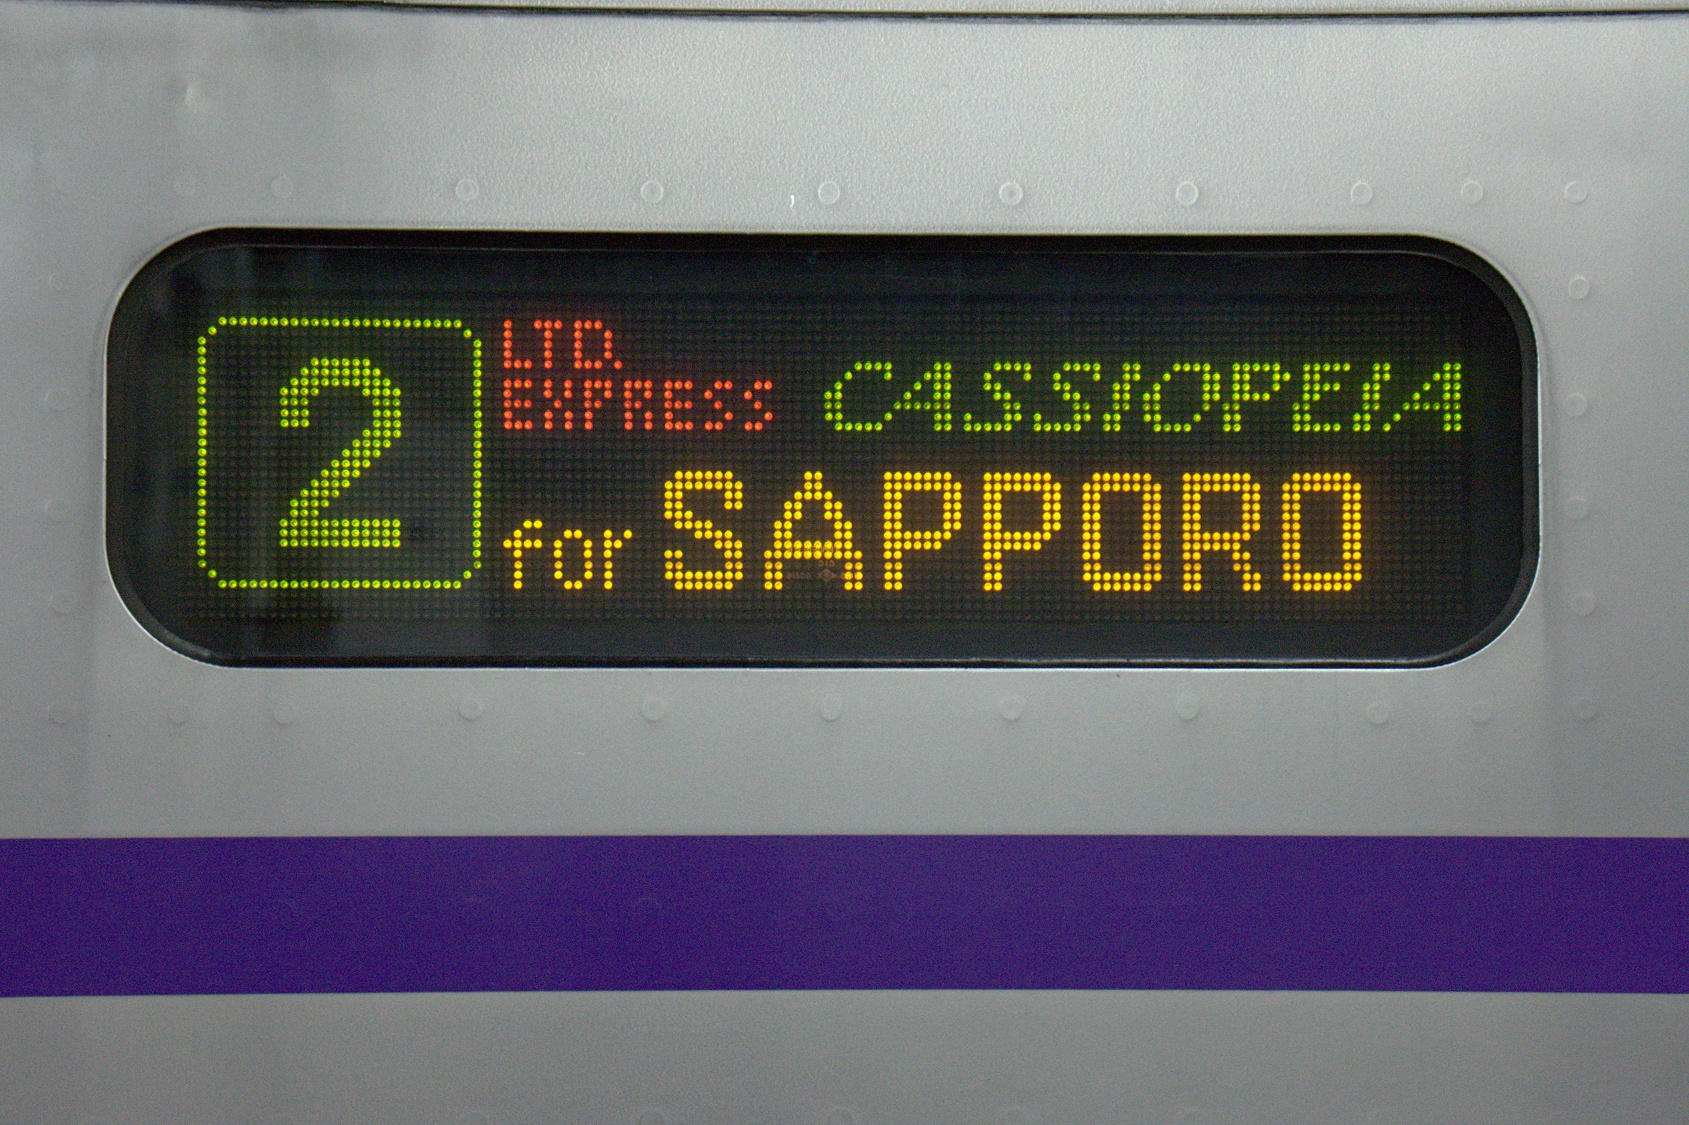 2
LTD.
EXPRESS CASSIOPEIA
for SAPPORO